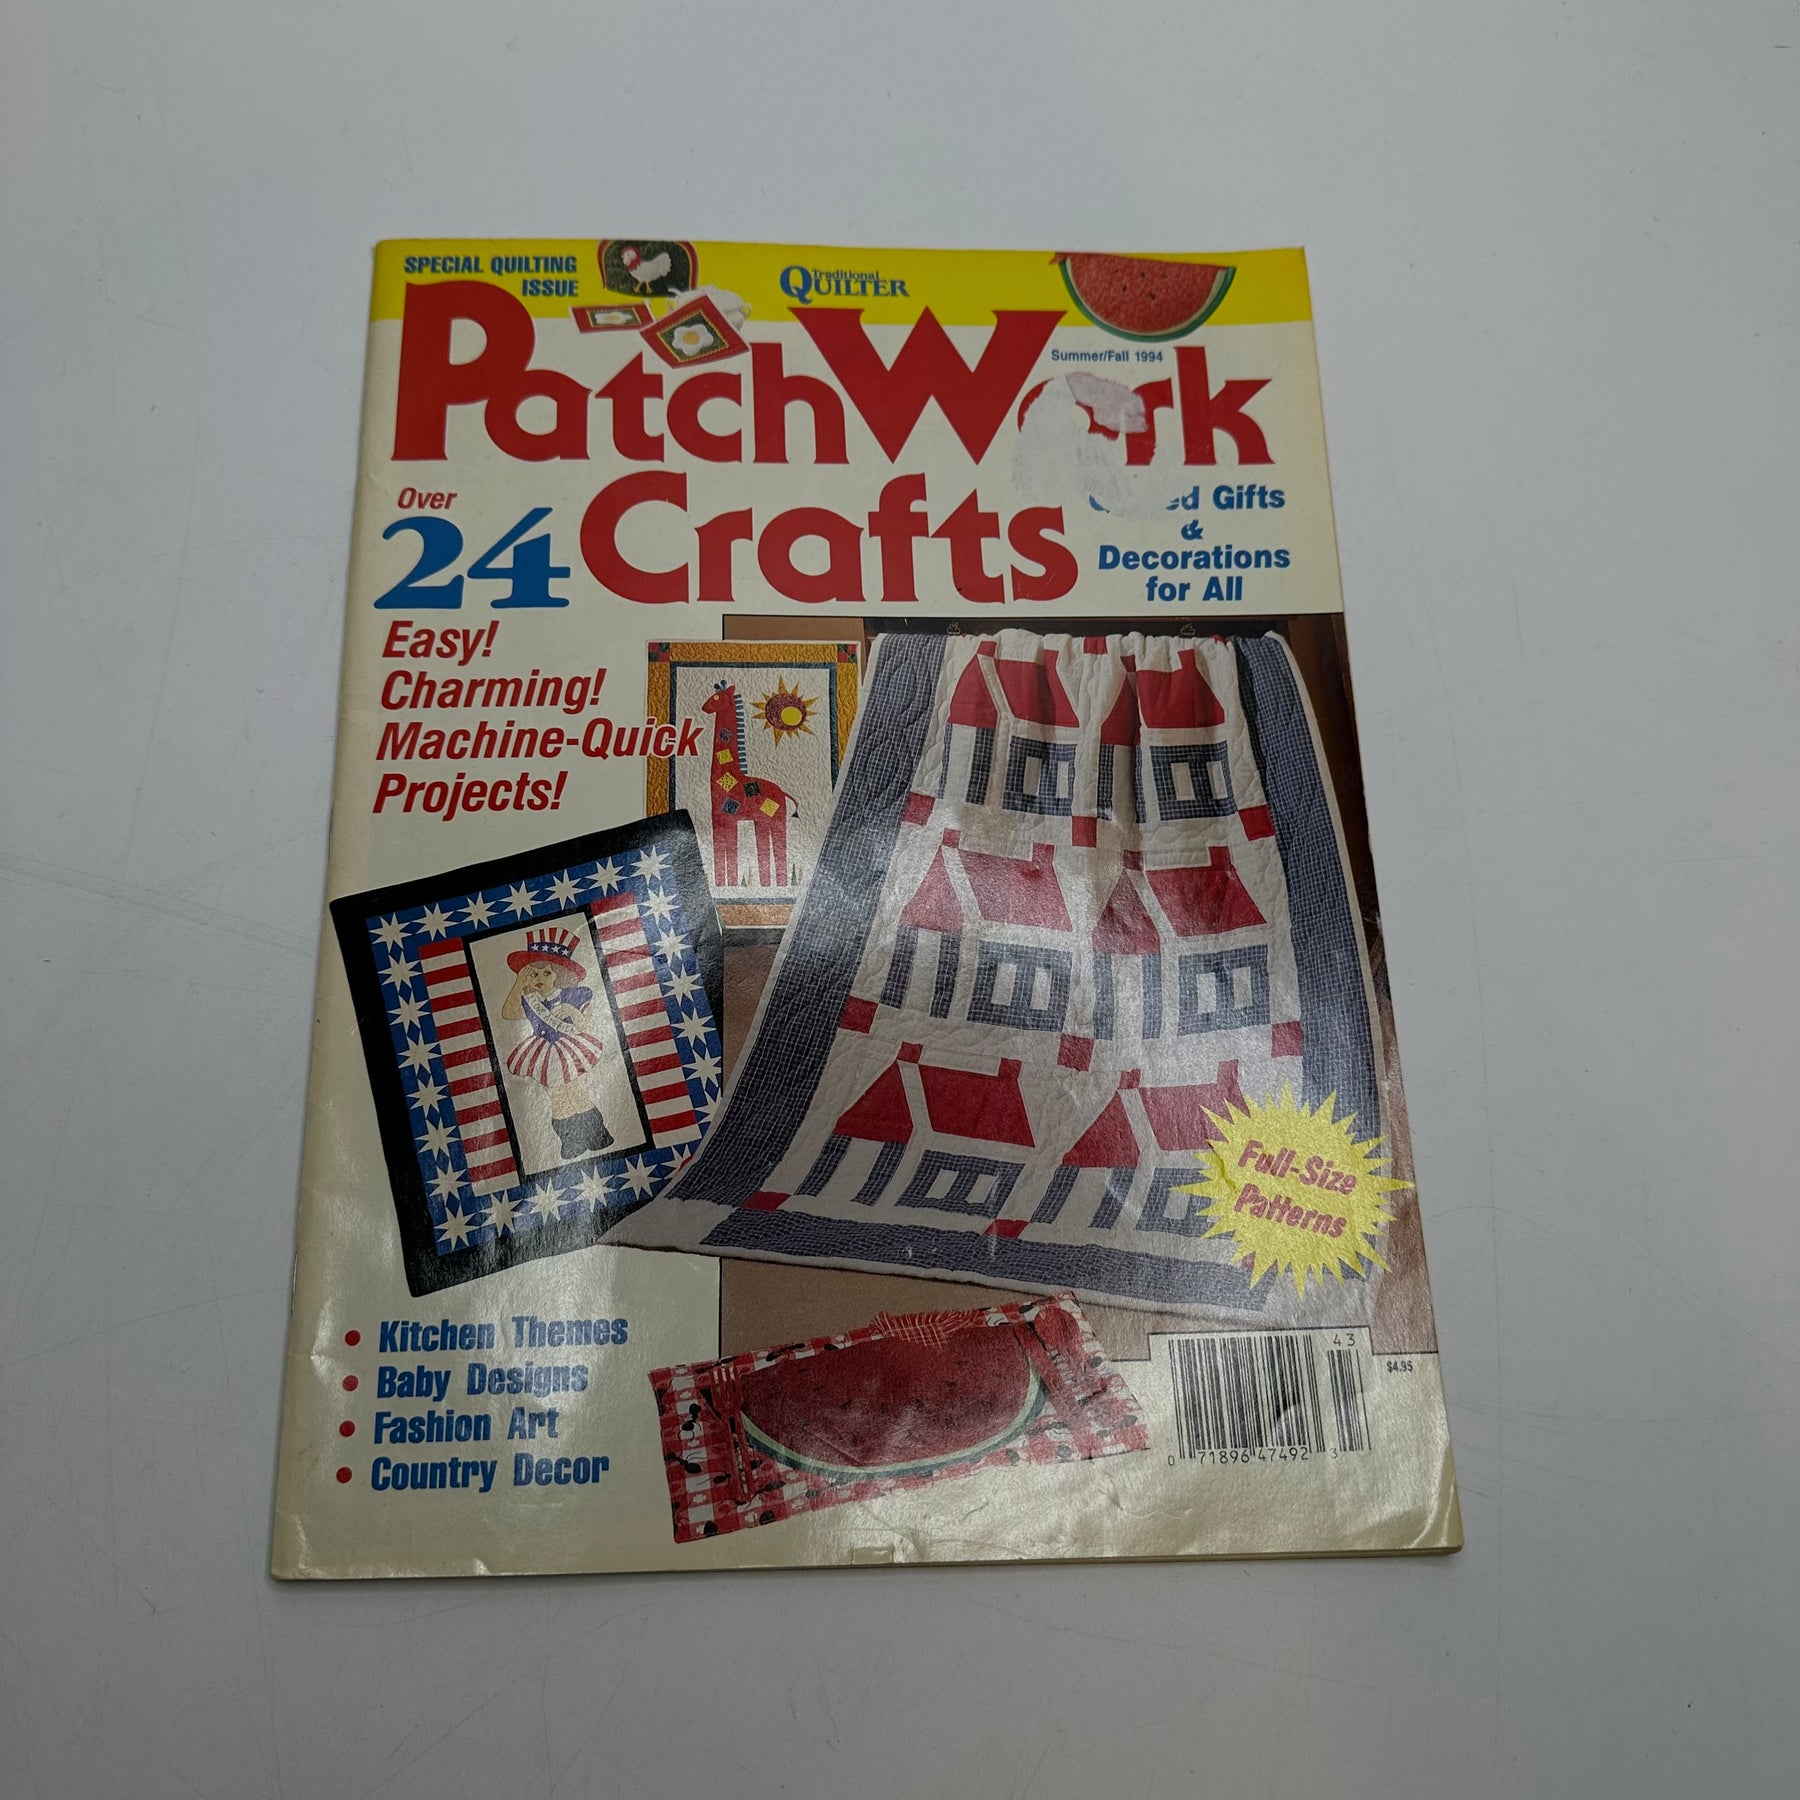 SPECIAL QUILTING
ISSUE
Traditional
QUILTER
Summer/Fall 1994
PatchWork
Crafts
Over
24
Gifts
&
Decorations
for All
Easy!
Charming!
Machine-Quick
Projects!
Full-Size
Patterns
• Kitchen Themes
• Baby Designs
• Fashion Art
• Country Decor
43
$4.95
0 71896 47492 3